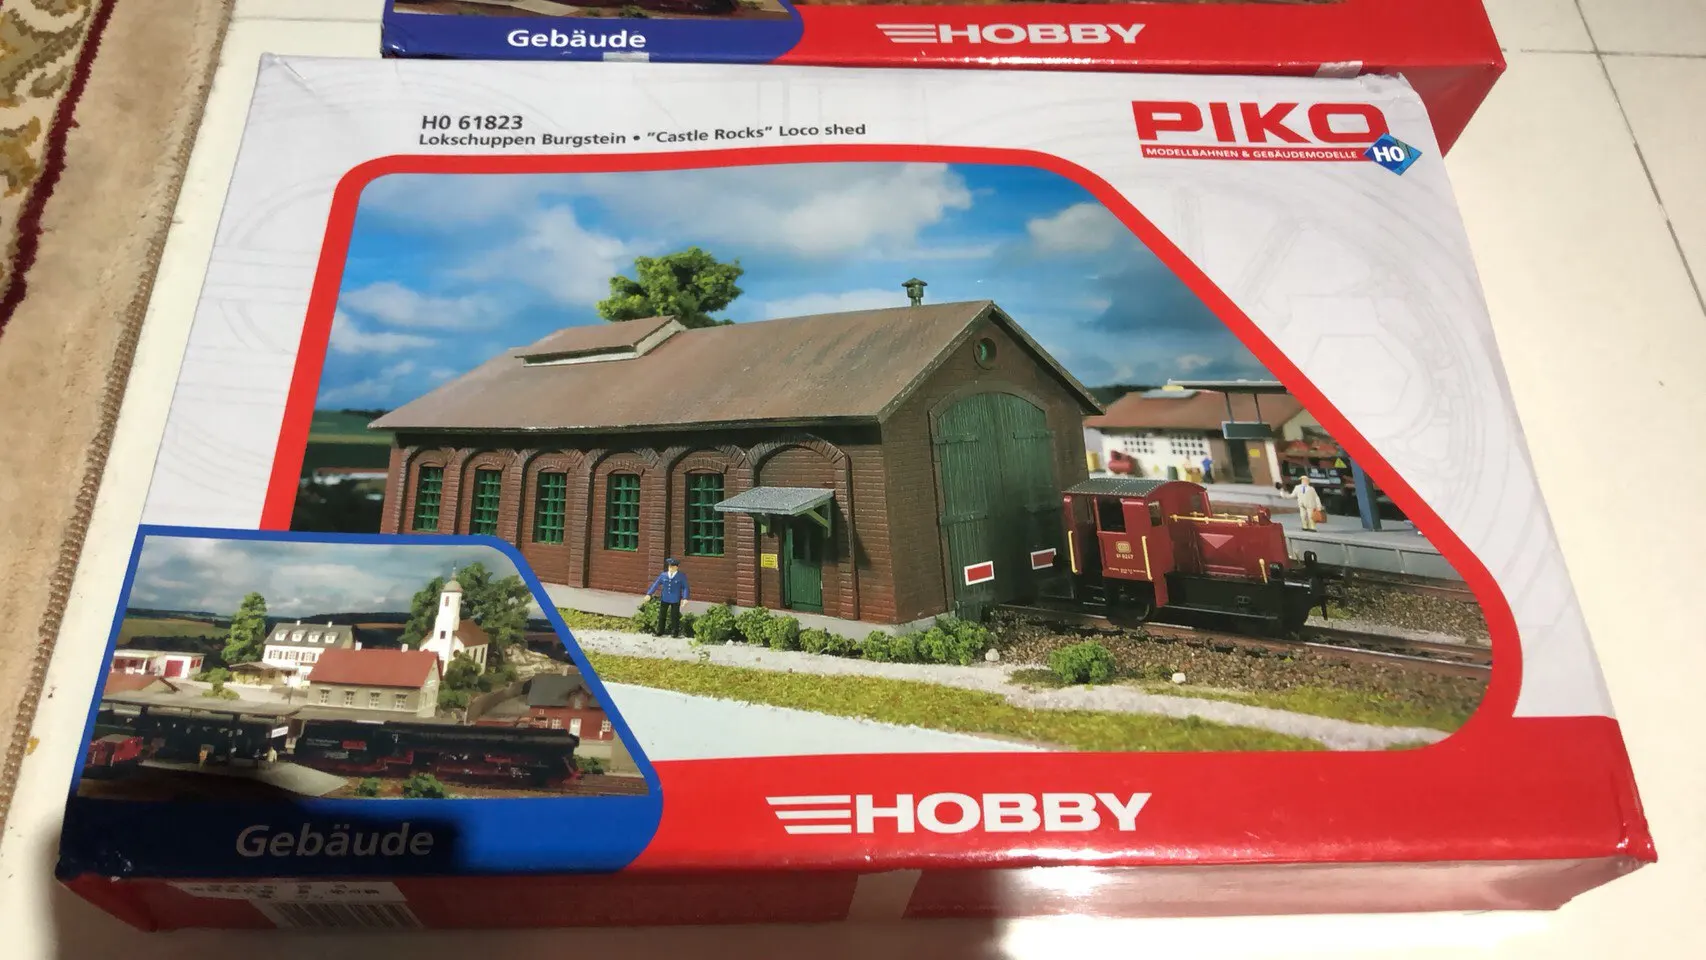 Gebäude
HOBBY
H0 61823
Lokschuppen Burgstein • "Castle Rocks" Loco shed
PIKO
MODELLBAHNEN & GEBÄUDEMODELLE
H0
HOBBY
Gebäude